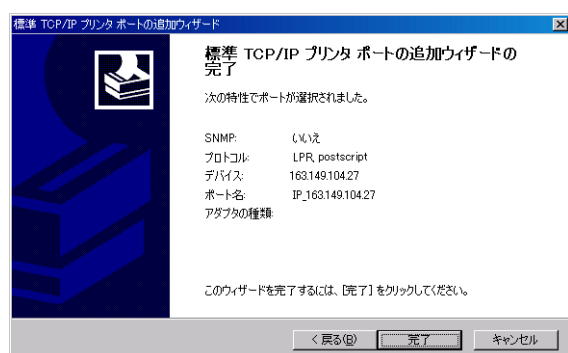 標準 TCP/IP プリンタ ポートの追加ウィザード
標準 TCP/IP プリンタ ポートの追加ウィザードの
完了
次の特性でポートが選択されました。
SNMP: いいえ
プロトコル: LPR, postscript
デバイス: 163.149.104.27
ポート名: IP_163.149.104.27
アダプタの種類:
このウィザードを完了するには、[完了] をクリックしてください。
< 戻る(B) 完了 キャンセル